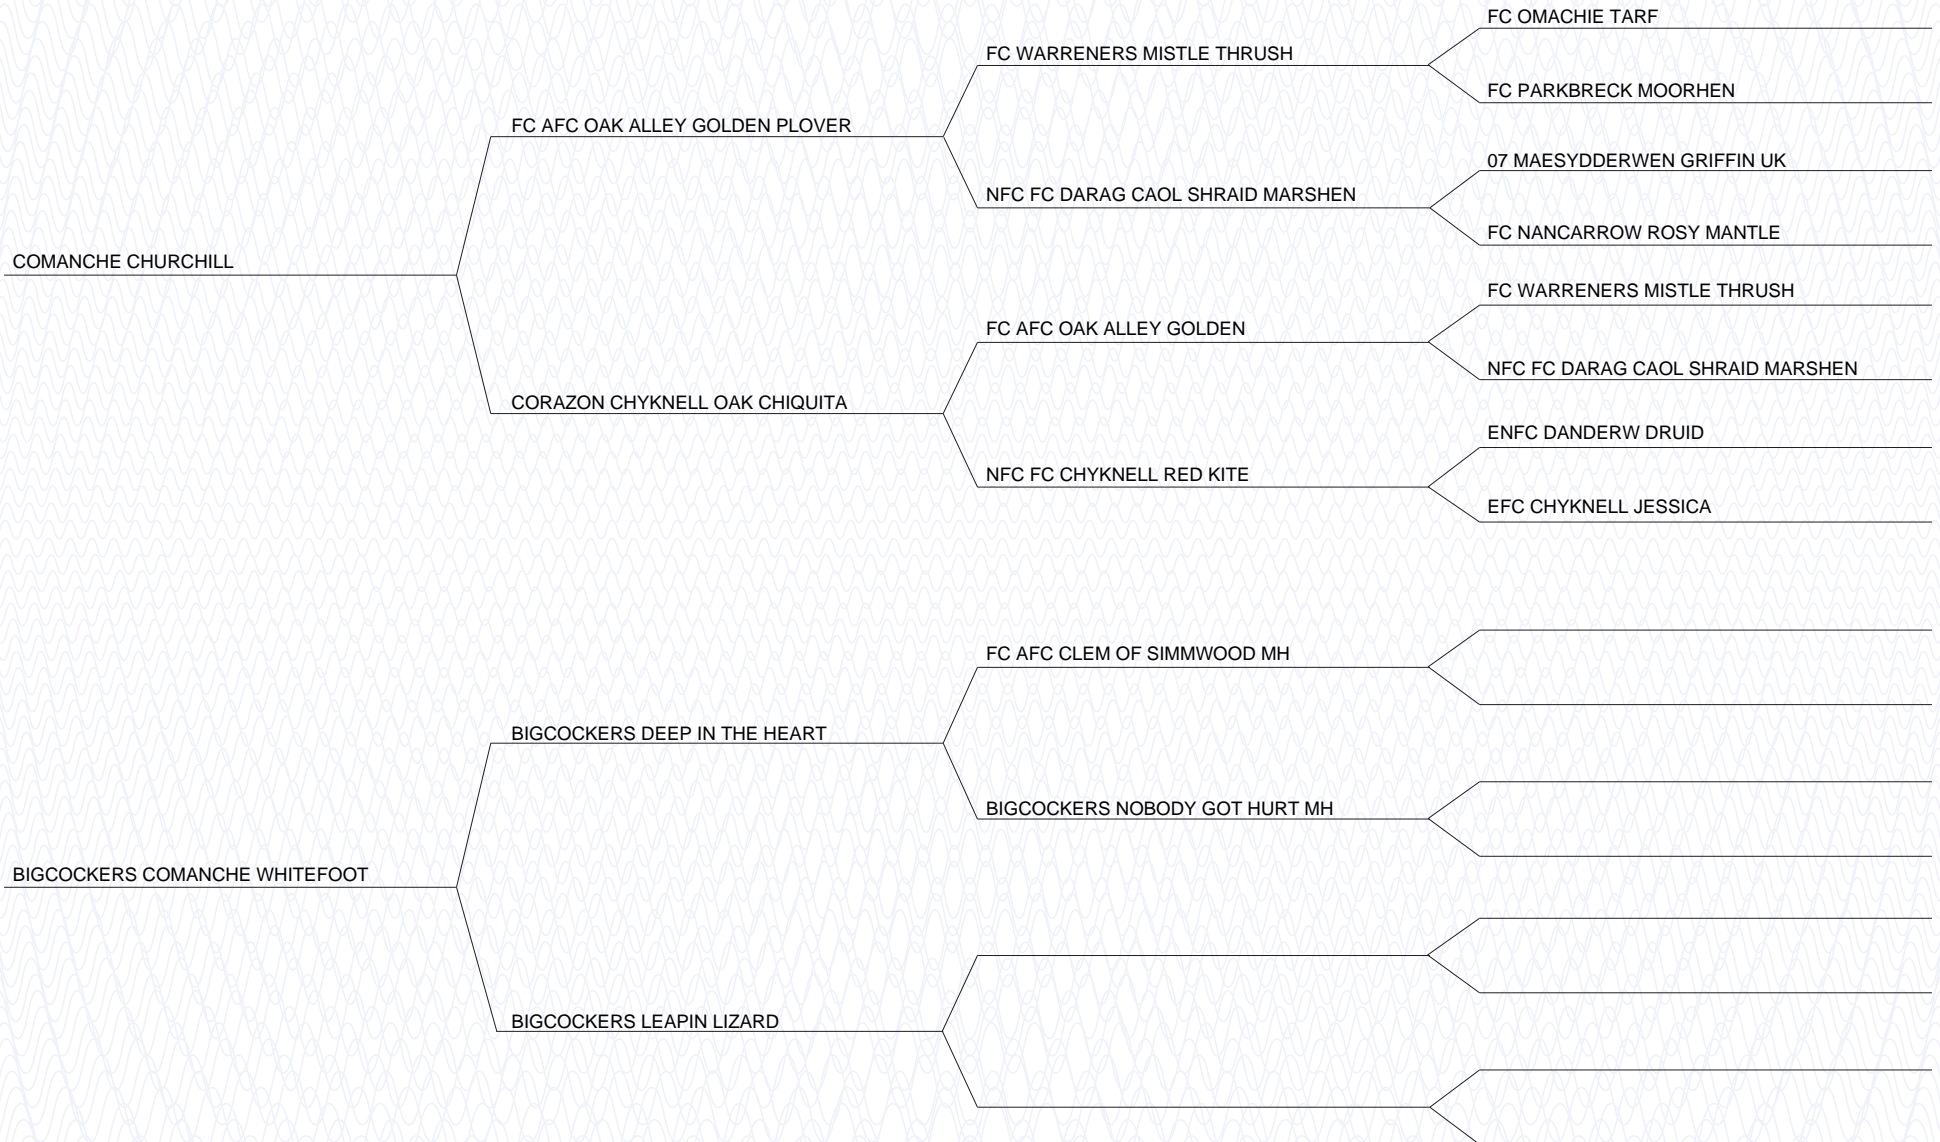 FC OMACHIE TARF
FC WARRENERS MISTLE THRUSH
FC PARKBRECK MOORHEN
FC AFC OAK ALLEY GOLDEN PLOVER
07 MAESYDDERWEN GRIFFIN UK
NFC FC DARAG CAOL SHRAID MARSHEN
FC NANCARROW ROSY MANTLE
COMANCHE CHURCHILL
FC WARRENERS MISTLE THRUSH
FC AFC OAK ALLEY GOLDEN
NFC FC DARAG CAOL SHRAID MARSHEN
CORAZON CHYKNELL OAK CHIQUITA
ENFC DANDERW DRUID
NFC FC CHYKNELL RED KITE
EFC CHYKNELL JESSICA
FC AFC CLEM OF SIMMWOOD MH
BIGCOCKERS DEEP IN THE HEART
BIGCOCKERS NOBODY GOT HURT MH
BIGCOCKERS COMANCHE WHITEFOOT
BIGCOCKERS LEAPIN LIZARD